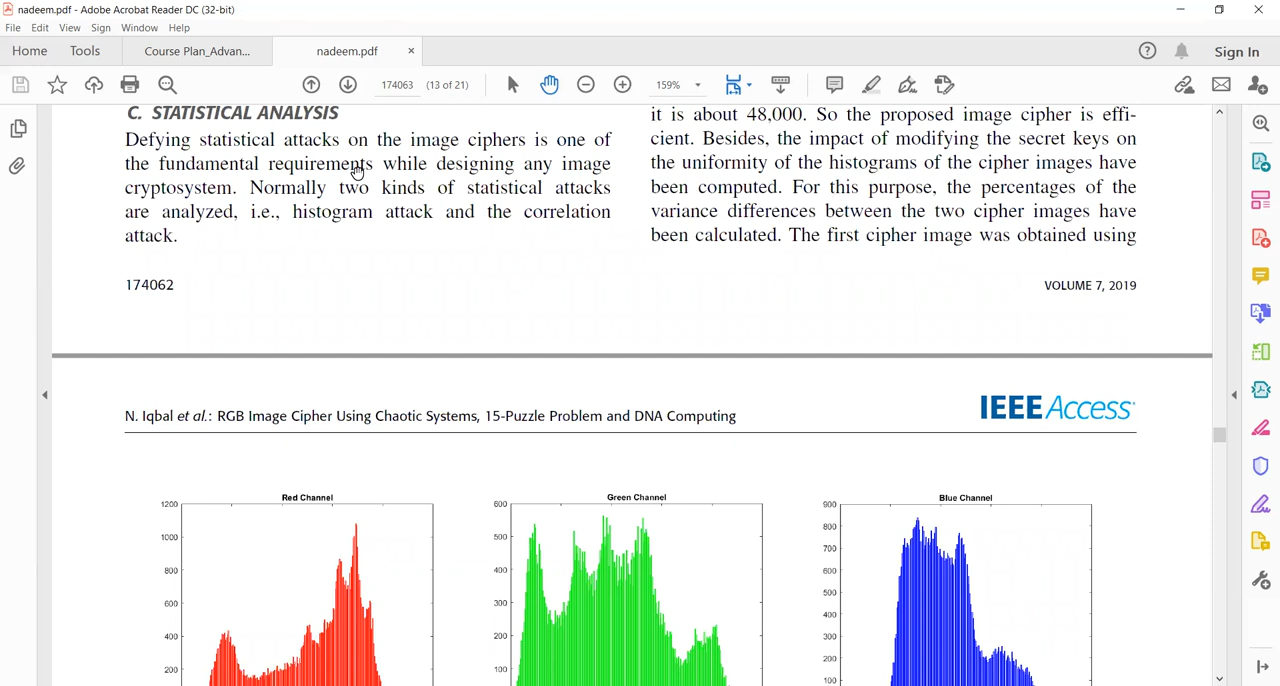 nadeem.pdf - Adobe Acrobat Reader DC (32-bit)
File Edit View Sign Window Help
Home Tools Course Plan_Advan... nadeem.pdf × Sign In
174063 (13 of 21) 159%
C. STATISTICAL ANALYSIS
Defying statistical attacks on the image ciphers is one of
the fundamental requirements while designing any image
cryptosystem. Normally two kinds of statistical attacks
are analyzed, i.e., histogram attack and the correlation
attack.
it is about 48,000. So the proposed image cipher is effi-
cient. Besides, the impact of modifying the secret keys on
the uniformity of the histograms of the cipher images have
been computed. For this purpose, the percentages of the
variance differences between the two cipher images have
been calculated. The first cipher image was obtained using
174062
VOLUME 7, 2019
N. Iqbal et al.: RGB Image Cipher Using Chaotic Systems, 15-Puzzle Problem and DNA Computing
IEEE Access
Red Channel
1200
1000
800
600
400
200
Green Channel
600
500
400
300
200
100
Blue Channel
900
800
700
600
500
400
300
200
100